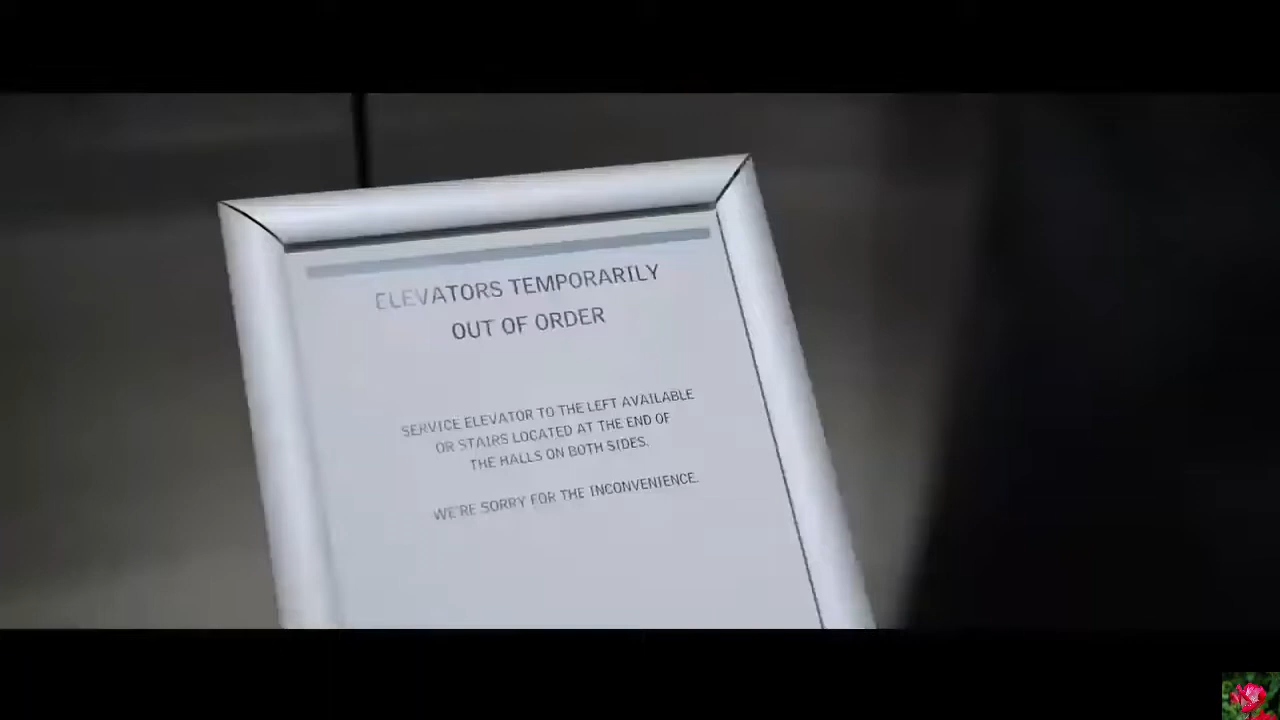 ELEVATORS TEMPORARILY
OUT OF ORDER
SERVICE ELEVATOR TO THE LEFT AVAILABLE
OR STAIRS LOCATED AT THE END OF
THE HALLS ON BOTH SIDES.
WE'RE SORRY FOR THE INCONVENIENCE.